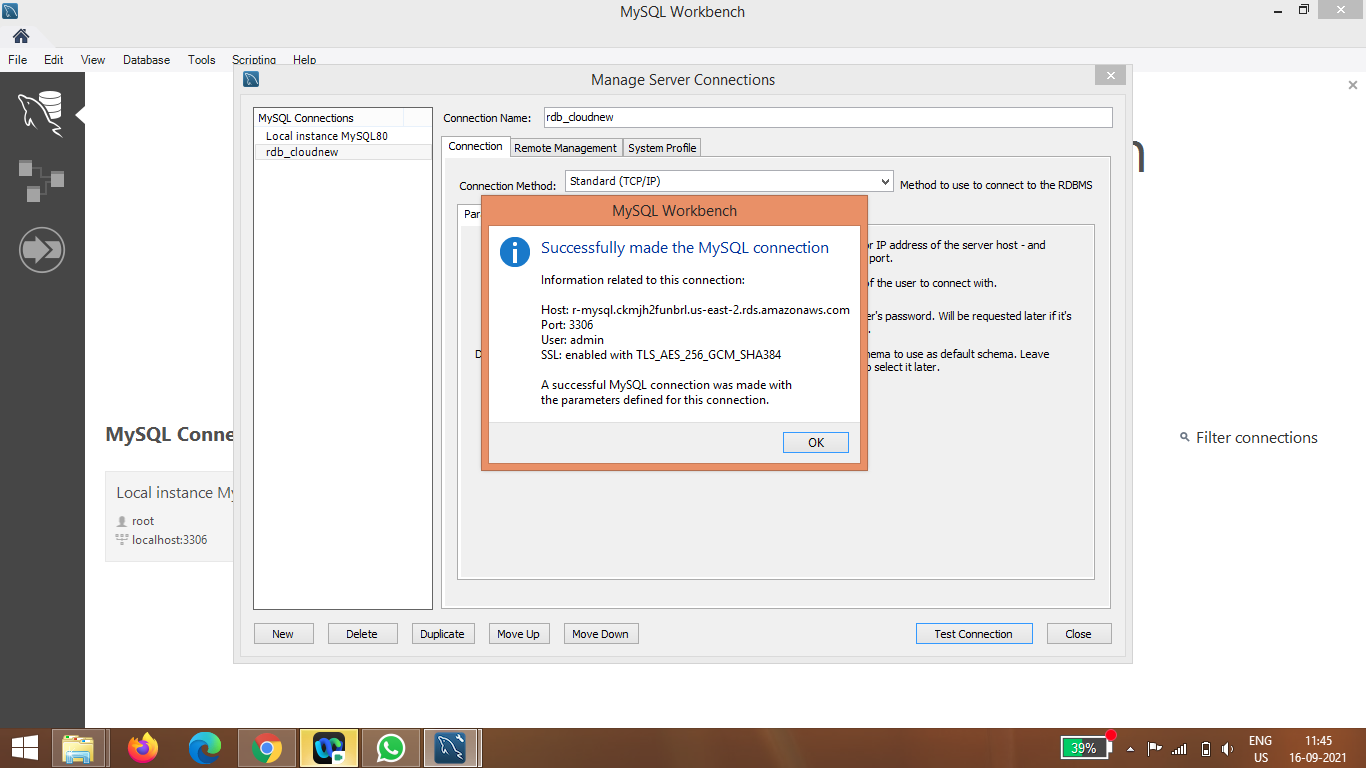 MySQL Workbench
File Edit View Database Tools Scripting Help
Manage Server Connections
MySQL Connections
Local instance MySQL80
rdb_cloudnew
Connection Name: rdb_cloudnew
Connection Remote Management System Profile
Connection Method: Standard (TCP/IP) Method to use to connect to the RDBMS
Par
MySQL Workbench
Successfully made the MySQL connection
Information related to this connection:
Host: r-mysql.ckmjh2funbrl.us-east-2.rds.amazonaws.com
Port: 3306
User: admin
SSL: enabled with TLS_AES_256_GCM_SHA384
A successful MySQL connection was made with
the parameters defined for this connection.
OK
r IP address of the server host - and
port.
of the user to connect with.
er's password. Will be requested later if it's
D
ema to use as default schema. Leave
o select it later.
MySQL Conne
Filter connections
Local instance My
root
localhost:3306
New Delete Duplicate Move Up Move Down Test Connection Close
39%
ENG
US
11:45
16-09-2021